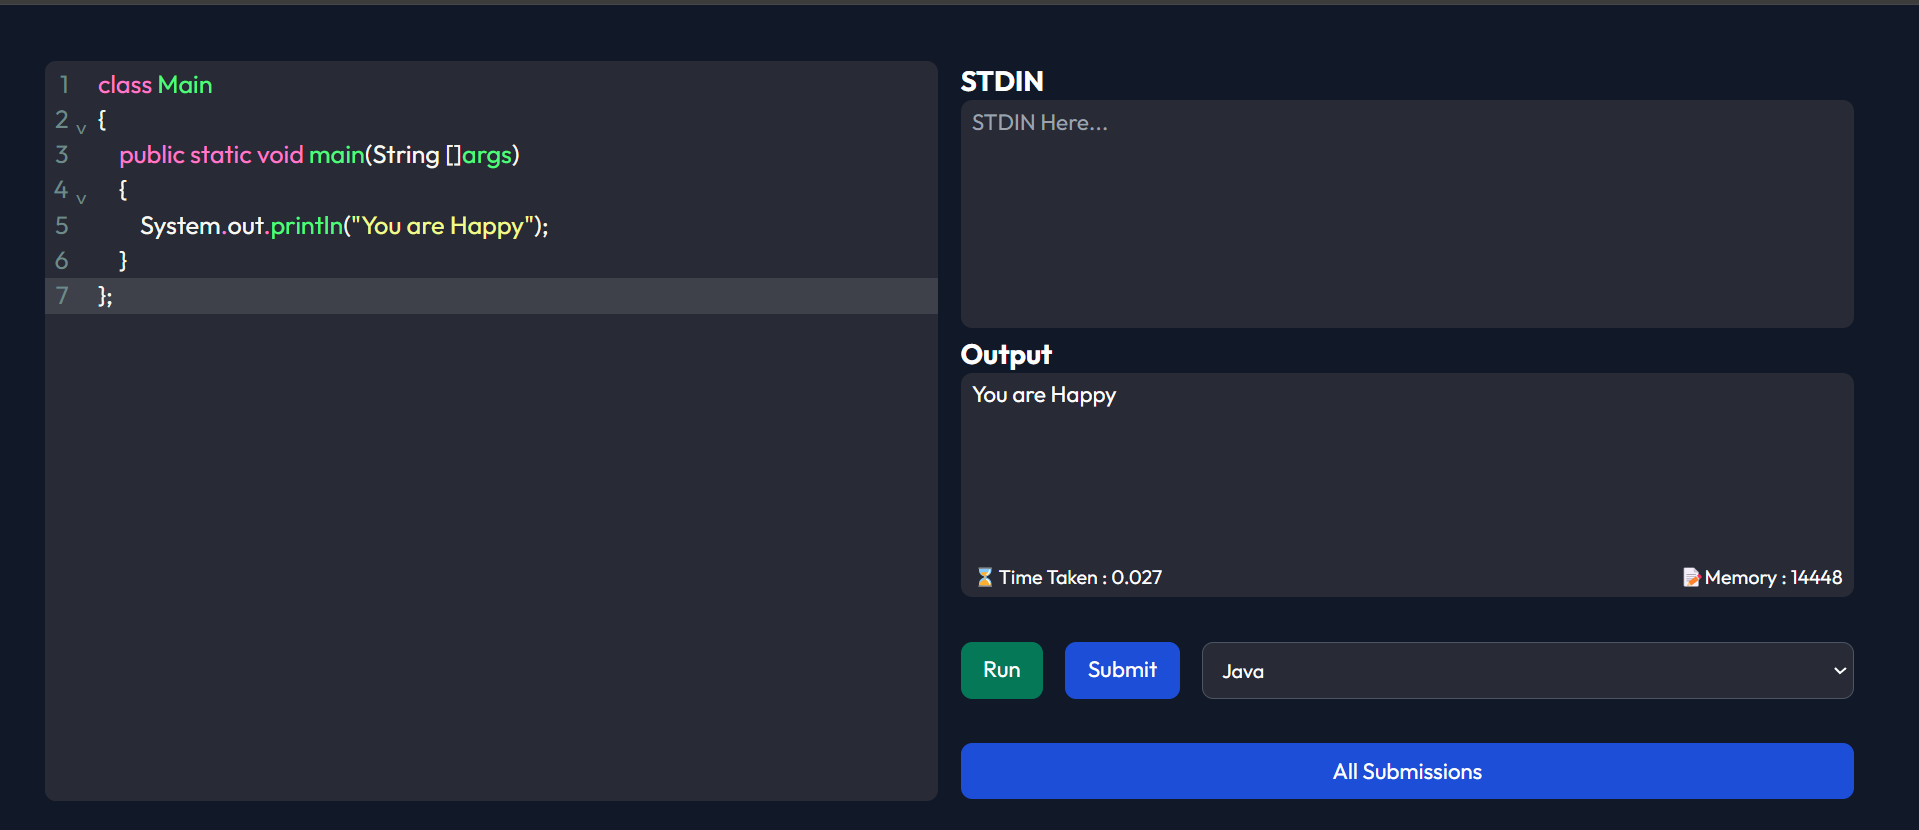 1 class Main
2 {
3 public static void main(String []args)
4 {
5 System.out.println("You are Happy");
6 }
7 };
STDIN
STDIN Here...
Output
You are Happy
⏳Time Taken : 0.027
📝Memory : 14448
Run
Submit
Java
All Submissions